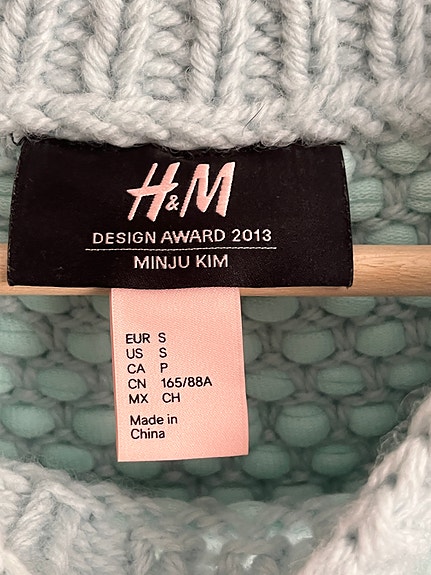 H&M
DESIGN AWARD 2013
MINJU KIM
EUR S
US S
CA P
CN 165/88A
MX CH
Made in
China